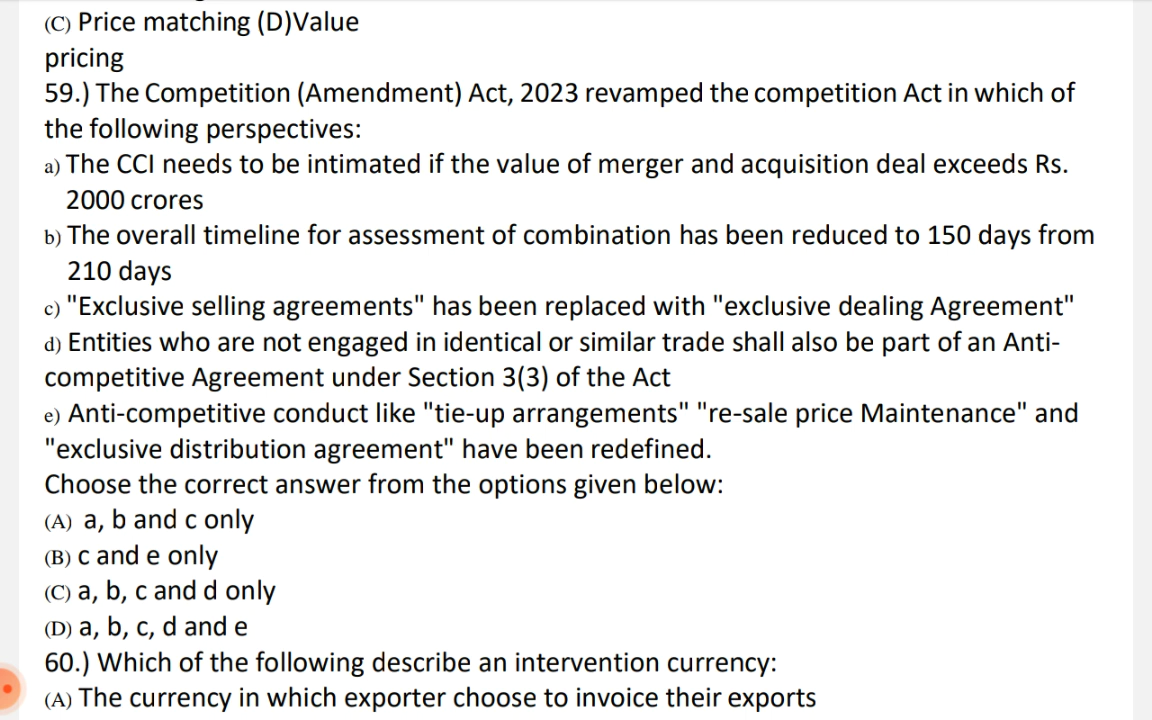 (C) Price matching (D)Value
pricing
59.) The Competition (Amendment) Act, 2023 revamped the competition Act in which of
the following perspectives:
a) The CCI needs to be intimated if the value of merger and acquisition deal exceeds Rs.
2000 crores
b) The overall timeline for assessment of combination has been reduced to 150 days from
210 days
c) "Exclusive selling agreements" has been replaced with "exclusive dealing Agreement"
d) Entities who are not engaged in identical or similar trade shall also be part of an Anti-
competitive Agreement under Section 3(3) of the Act
e) Anti-competitive conduct like "tie-up arrangements" "re-sale price Maintenance" and
"exclusive distribution agreement" have been redefined.
Choose the correct answer from the options given below:
(A) a, b and c only
(B) c and e only
(C) a, b, c and d only
(D) a, b, c, d and e
60.) Which of the following describe an intervention currency:
(A) The currency in which exporter choose to invoice their exports